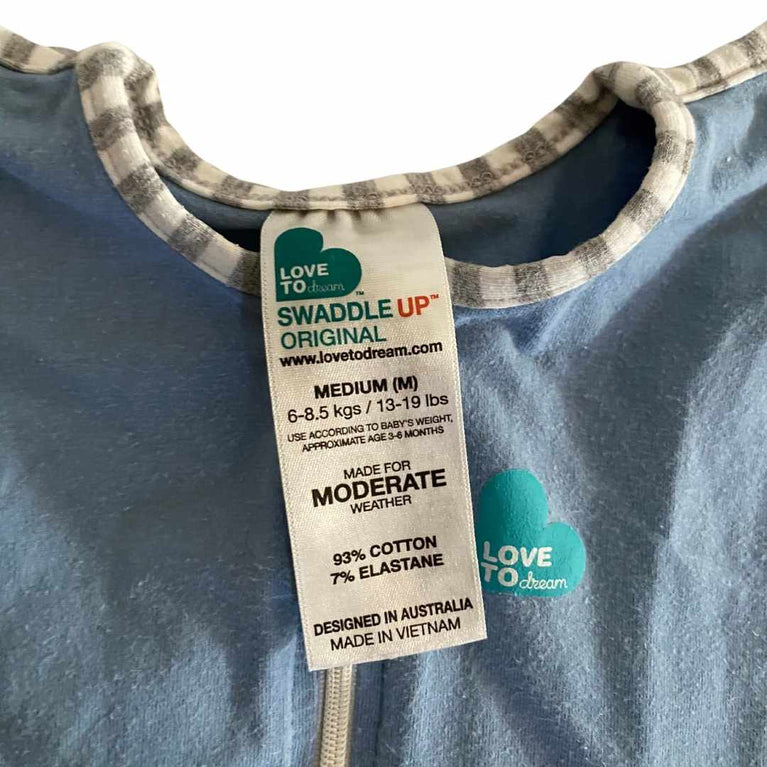 LOVE
TO dream™
SWADDLE UP™
ORIGINAL
www.lovetodream.com
MEDIUM (M)
6-8.5 kgs / 13-19 lbs
USE ACCORDING TO BABY'S WEIGHT,
APPROXIMATE AGE 3-6 MONTHS
MADE FOR
MODERATE
WEATHER
93% COTTON
7% ELASTANE
DESIGNED IN AUSTRALIA
MADE IN VIETNAM
LOVE
TO dream